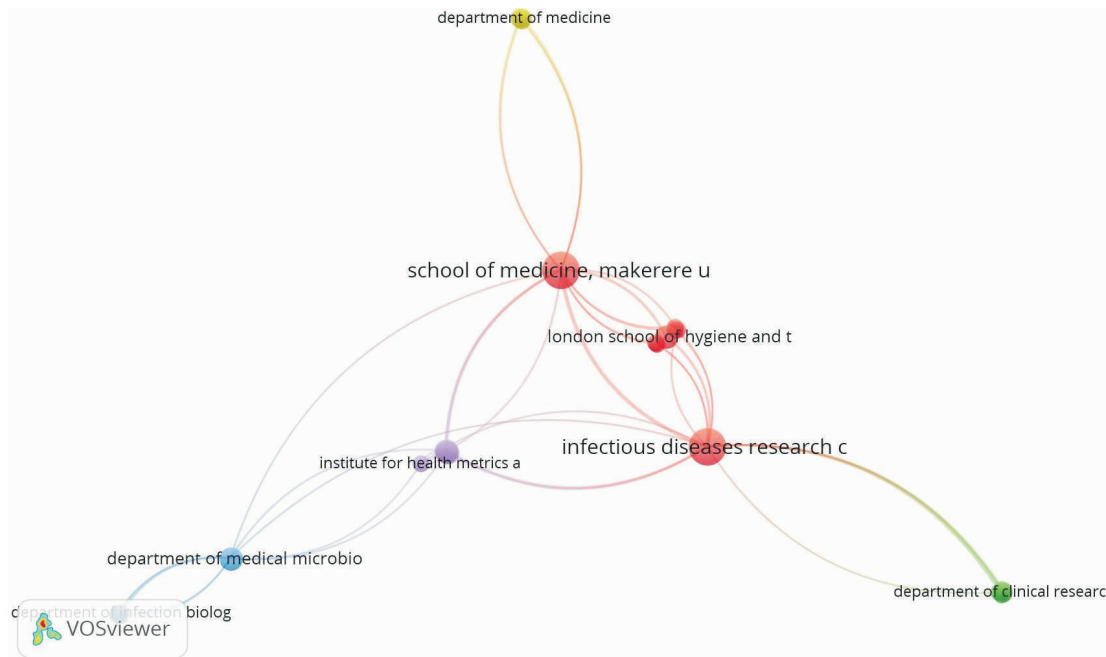 department of medicine
school of medicine, makerere u
london school of hygiene and t
infectious diseases research c
institute for health metrics a
department of medical microbio
department of clinical researc
department of infection biolog
VOSviewer